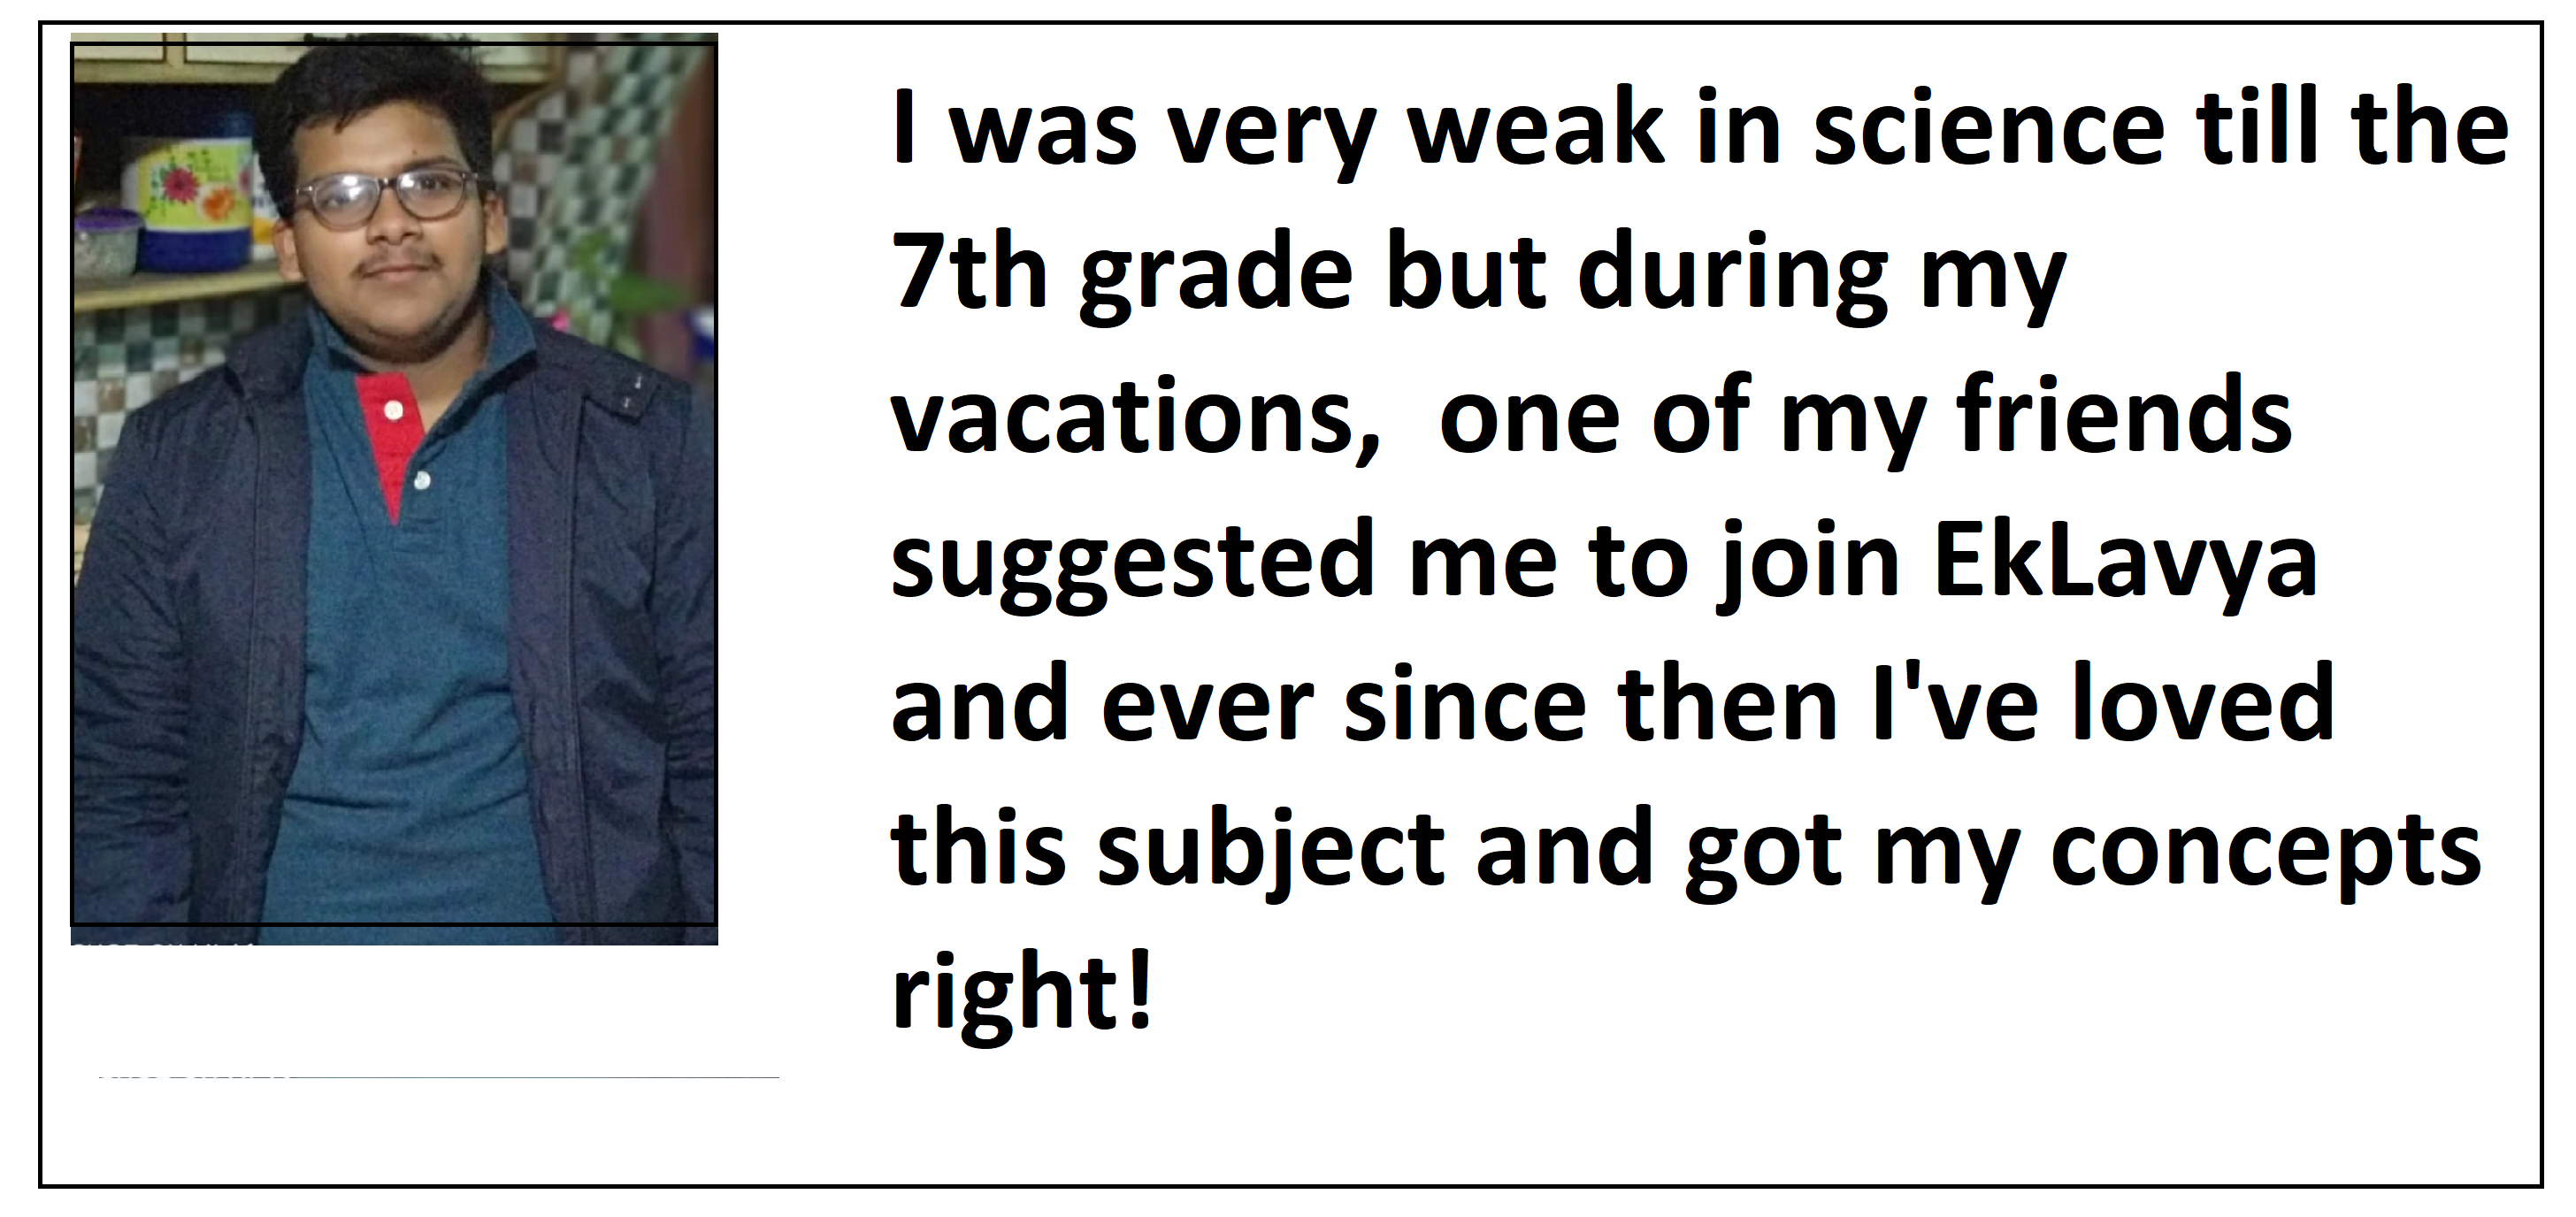 I was very weak in science till the
7th grade but during my
vacations,  one of my friends
suggested me to join EkLavya
and ever since then I've loved
this subject and got my concepts
right!